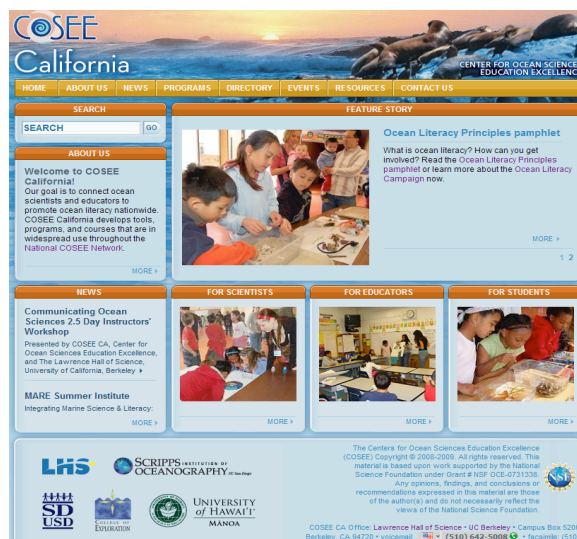 COSEE
California
CENTER FOR OCEAN SCIENCE
EDUCATION EXCELLENC
HOME ABOUT US NEWS PROGRAMS DIRECTORY EVENTS RESOURCES CONTACT US
SEARCH
SEARCH GO
ABOUT US
Welcome to COSEE
California!
Our goal is to connect ocean
scientists and educators to
promote ocean literacy nationwide.
COSEE California develops tools,
programs, and courses that are in
widespread use throughout the
National COSEE Network.
MORE
FEATURE STORY
Ocean Literacy Principles pamphlet
What is ocean literacy? How can you get
involved? Read the Ocean Literacy Principles
pamphlet or learn more about the Ocean Literacy
Campaign now.
MORE
1 2
NEWS
Communicating Ocean
Sciences 2.5 Day Instructors'
Workshop
Presented by COSEE CA, Center for
Ocean Sciences Education Excellence,
and The Lawrence Hall of Science,
University of California, Berkeley
MARE Summer Institute
Integrating Marine Science & Literacy:
MORE
FOR SCIENTISTS
MORE
FOR EDUCATORS
MORE
FOR STUDENTS
MORE
LHS
SCRIPPS INSTITUTION OF
OCEANOGRAPHY UC San Diego
SD
USD
COLLEGE OF
EXPLORATION
UNIVERSITY
OF HAWAI'I
MĀNOA
The Centers for Ocean Sciences Education Excellence
(COSEE) Copyright © 2008-2009. All rights reserved. This
material is based upon work supported by the National
Science Foundation under Grant # NSF OCE-0731338.
Any opinions, findings, and conclusions or
recommendations expressed in this material are those
of the author(s) and do not necessarily reflect the
views of the National Science Foundation.
NSF
COSEE CA Office: Lawrence Hall of Science • UC Berkeley • Campus Box 520
Berkeley, CA 94720 • voicemail (510) 642-5008 • facsimile: (510